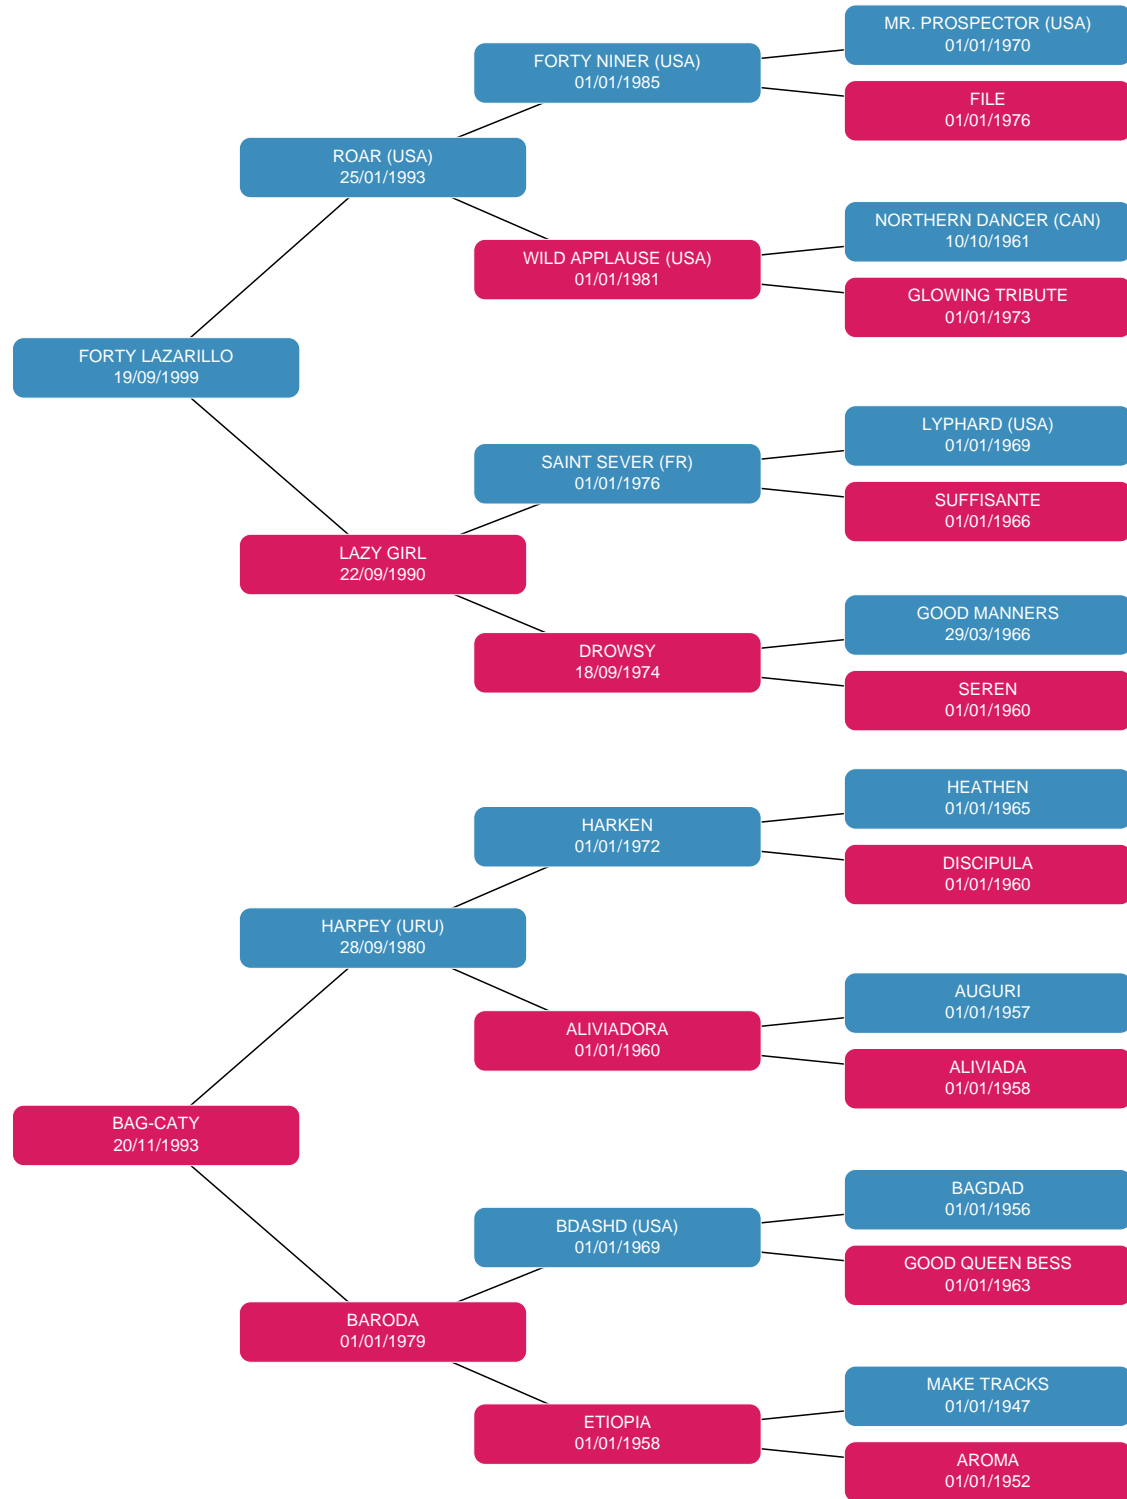 MR. PROSPECTOR (USA)
01/01/1970
FORTY NINER (USA)
01/01/1985
FILE
01/01/1976
ROAR (USA)
25/01/1993
NORTHERN DANCER (CAN)
10/10/1961
WILD APPLAUSE (USA)
01/01/1981
GLOWING TRIBUTE
01/01/1973
FORTY LAZARILLO
19/09/1999
LYPHARD (USA)
01/01/1969
SAINT SEVER (FR)
01/01/1976
SUFFISANTE
01/01/1966
LAZY GIRL
22/09/1990
GOOD MANNERS
29/03/1966
DROWSY
18/09/1974
SEREN
01/01/1960
HEATHEN
01/01/1965
HARKEN
01/01/1972
DISCIPULA
01/01/1960
HARPEY (URU)
28/09/1980
AUGURI
01/01/1957
ALIVIADORA
01/01/1960
ALIVIADA
01/01/1958
BAG-CATY
20/11/1993
BAGDAD
01/01/1956
BDASHD (USA)
01/01/1969
GOOD QUEEN BESS
01/01/1963
BARODA
01/01/1979
MAKE TRACKS
01/01/1947
ETIOPIA
01/01/1958
AROMA
01/01/1952